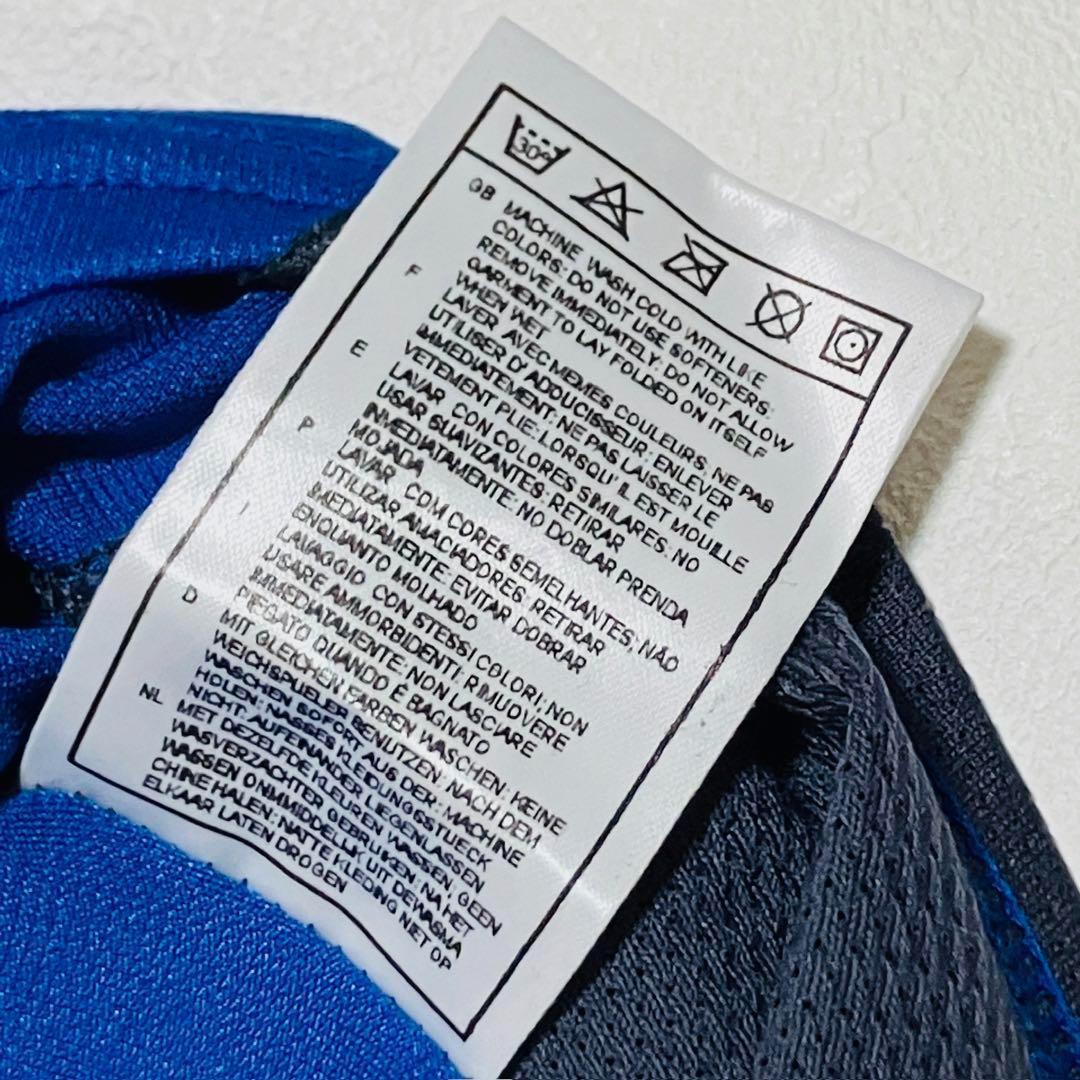 30°
GB MACHINE WASH COLD WITH LIKE
COLORS; DO NOT USE SOFTENERS;
REMOVE IMMEDIATELY; DO NOT ALLOW
GARMENT TO LAY FOLDED ON ITSELF
WHEN WET
F LAVER AVEC MEMES COULEURS; NE PAS
UTILISER D'ADOUCISSEUR; ENLEVER
IMMEDIATEMENT; NE PAS LAISSER LE
VETEMENT PLIE; LORSQU'IL EST MOUILLE
E LAVAR CON COLORES SIMILARES; NO
USAR SUAVIZANTES; RETIRAR
INMEDIATAMENTE; NO DOBLAR PRENDA
MOJADA
P LAVAR COM CORES SEMELHANTES; NÃO
UTILIZAR AMACIADORES; RETIRAR
IMEDIATAMENTE; EVITAR DOBRAR
ENQUANTO MOLHADO
I LAVAGGIO CON STESSI COLORI; NON
USARE AMMORBIDENTI; RIMUOVERE
IMMEDIATAMENTE; NON LASCIARE
PIEGATO QUANDO È BAGNATO
D MIT GLEICHEN FARBEN WASCHEN; KEINE
WEICHSPUELER BENUTZEN; NACH DEM
WASCHEN SOFORT AUS DER; MACHINE
HOLEN; NASSES KLEIDUNGSSTUECK
NICHT; AUFEINANDER LIEGENLASSEN
NL MET DEZELFDE KLEUREN WASSEN; GEEN
WASVERZACHTER GEBRUIKEN; NA HET
WASSEN ONMIDDELLIJK UIT DE WASMA
CHINE HALEN; NATTE KLEDING NIET OP
ELKAAR LATEN DROGEN